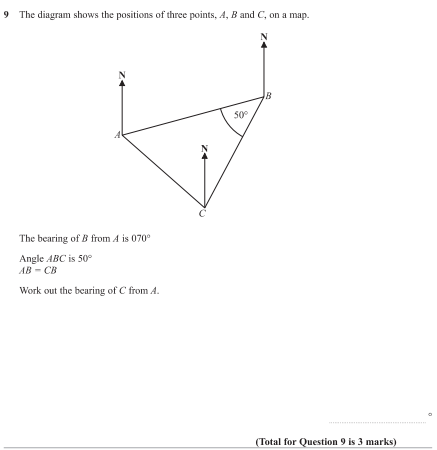 9 The diagram shows the positions of three points, A, B and C, on a map.
N
N
B
50°
A
N
C
The bearing of B from A is 070°
Angle ABC is 50°
AB = CB
Work out the bearing of C from A.
°
(Total for Question 9 is 3 marks)